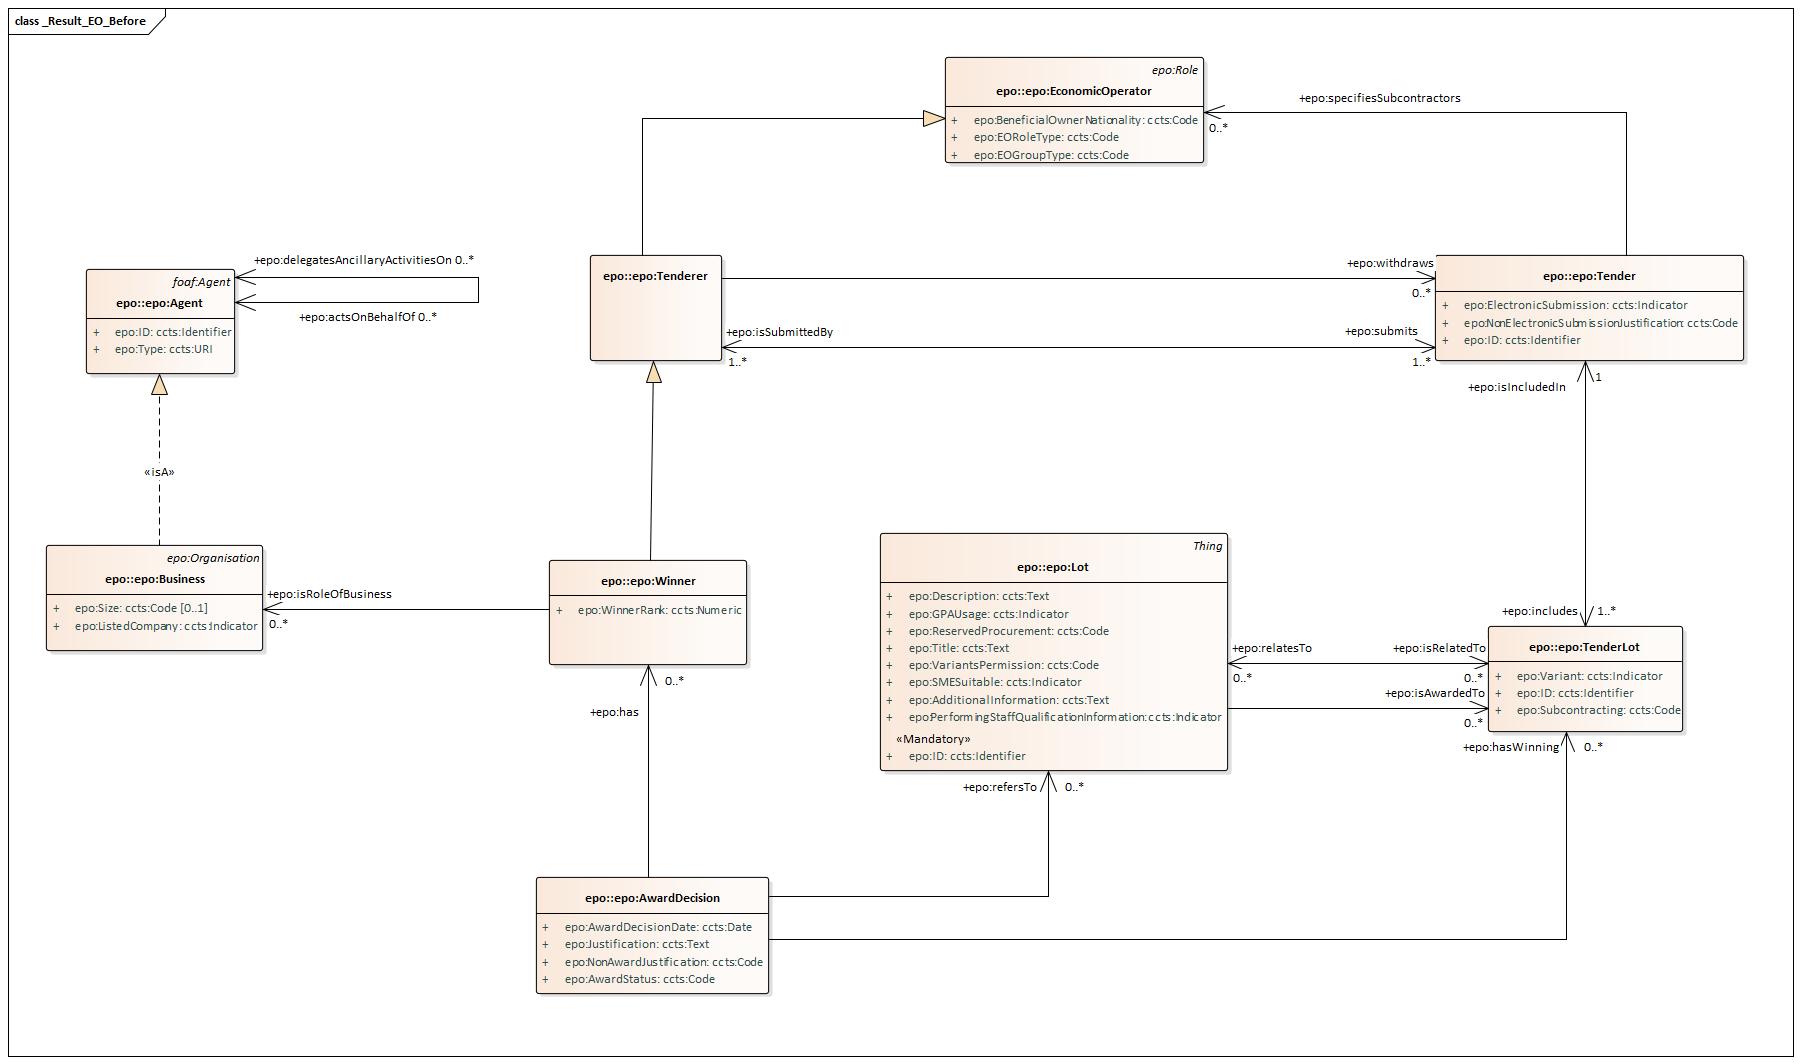 class _Result_EO_Before
epo:Role
epo::epo:EconomicOperator
+ epo:BeneficialOwnerNationality: ccts:Code
+ epo:EORoleType: ccts:Code
+ epo:EOGroupType: ccts:Code
+epo:specifiesSubcontractors
0..*
+epo:delegatesAncillaryActivitiesOn 0..*
foaf:Agent
epo::epo:Agent
+ epo:ID: ccts:Identifier
+ epo:Type: ccts:URI
+epo:actsOnBehalfOf 0..*
epo::epo:Tenderer
+epo:withdraws
0..*
+epo:isSubmittedBy
1..*
+epo:submits
1..*
epo::epo:Tender
+ epo:ElectronicSubmission: ccts:Indicator
+ epo:NonElectronicSubmissionJustification: ccts:Code
+ epo:ID: ccts:Identifier
+epo:isIncludedIn
1
«isA»
epo:Organisation
epo::epo:Business
+ epo:Size: ccts:Code [0..1]
+ epo:ListedCompany: ccts:Indicator
+epo:isRoleOfBusiness
0..*
epo::epo:Winner
+ epo:WinnerRank: ccts:Numeric
0..*
+epo:has
Thing
epo::epo:Lot
+ epo:Description: ccts:Text
+ epo:GPAUsage: ccts:Indicator
+ epo:ReservedProcurement: ccts:Code
+ epo:Title: ccts:Text
+ epo:VariantsPermission: ccts:Code
+ epo:SMESuitable: ccts:Indicator
+ epo:AdditionalInformation: ccts:Text
+ epoPerformingStaffQualificationInformation:ccts:Indicator
«Mandatory»
+ epo:ID: ccts:Identifier
+epo:includes
1..*
+epo:relatesTo
0..*
+epo:isRelatedTo
0..*
+epo:isAwardedTo
0..*
epo::epo:TenderLot
+ epo:Variant: ccts:Indicator
+ epo:ID: ccts:Identifier
+ epo:Subcontracting: ccts:Code
+epo:hasWinning
0..*
+epo:refersTo
0..*
epo::epo:AwardDecision
+ epo:AwardDecisionDate: ccts:Date
+ epo:Justification: ccts:Text
+ epo:NonAwardJustification: ccts:Code
+ epo:AwardStatus: ccts:Code